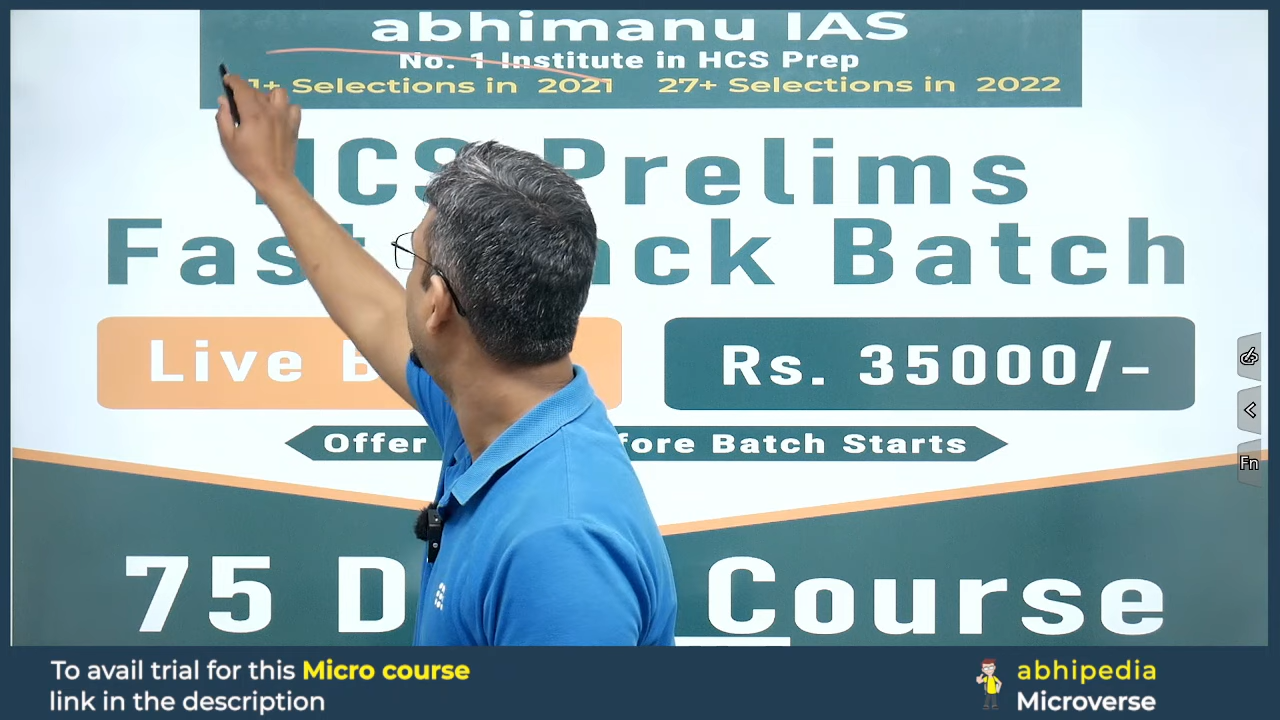 abhimanu IAS
No. 1 Institute in HCS Prep
1+ Selections in 2021 27+ Selections in 2022
HCS Prelims
Batch
Live
Rs. 35000/-
Offer Batch Starts
75 Course
To avail trial for this Micro course
link in the description
abhipedia
Microverse
Fn